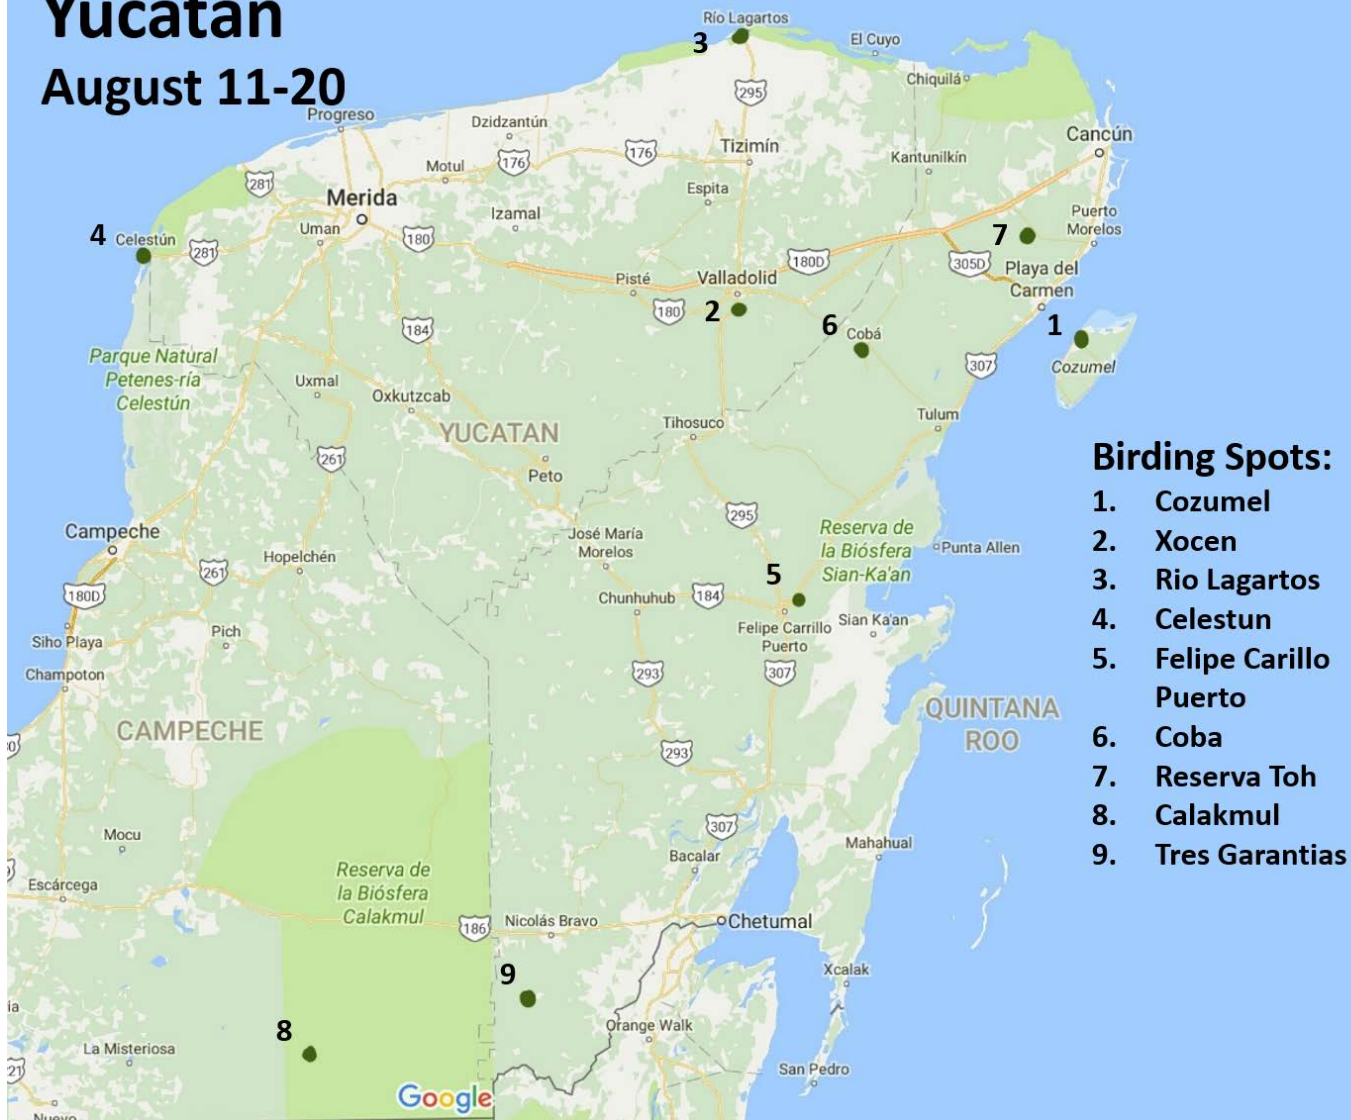 Yucatan
August 11-20
Río Lagartos
3
El Cuyo
Chiquilá
295
Progreso
Dzidzantún
Cancún
Tizimín
176
176
Motul
Kantunilkín
281
Espita
Merida
Izamal
Puerto
Morelos
Uman
4
Celestún
281
180
7
180D
305D
Playa del
Carmen
Pisté
Valladolid
180
2
1
6
Cobá
184
Parque Natural
Petenes-ría
Celestún
307
Cozumel
Uxmal
Oxkutzcab
Tulum
Tihosuco
YUCATAN
261
Peto
Birding Spots:
1. Cozumel
2. Xocen
3. Rio Lagartos
4. Celestun
5. Felipe Carillo
Puerto
6. Coba
7. Reserva Toh
8. Calakmul
9. Tres Garantias
295
Campeche
José María
Morelos
Reserva de
la Biósfera
Sian-Ka'an
Punta Allen
Hopelchén
261
5
180D
Chunhuhub
184
Siho Playa
Pich
Felipe Carrillo
Puerto
Sian Ka'an
Champoton
293
307
CAMPECHE
QUINTANA
ROO
293
307
Mocu
Mahahual
Bacalar
Escárcega
Reserva de
la Biósfera
Calakmul
186
Nicolás Bravo
Chetumal
9
Xcalak
8
Orange Walk
La Misteriosa
San Pedro
Google